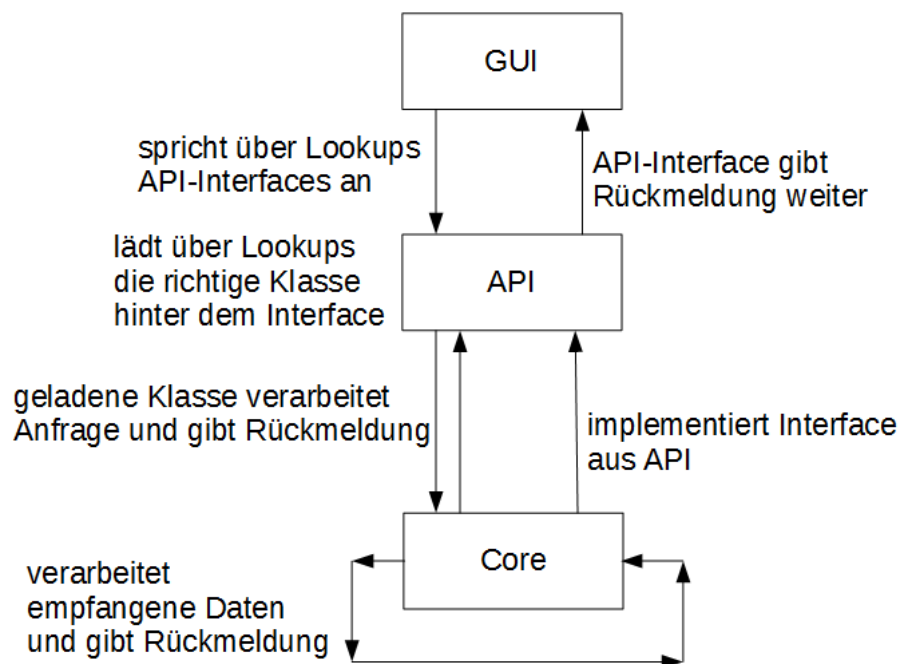 GUI
spricht über Lookups
API-Interfaces an
API-Interface gibt
Rückmeldung weiter
lädt über Lookups
die richtige Klasse
hinter dem Interface
API
geladene Klasse verarbeitet
Anfrage und gibt Rückmeldung
implementiert Interface
aus API
Core
verarbeitet
empfangene Daten
und gibt Rückmeldung